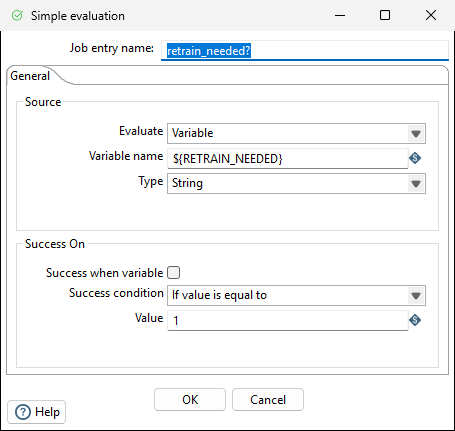 Simple evaluation
Job entry name: retrain_needed?
General
Source
Evaluate Variable
Variable name ${RETRAIN_NEEDED}
Type String
Success On
Success when variable
Success condition If value is equal to
Value 1
OK Cancel
Help